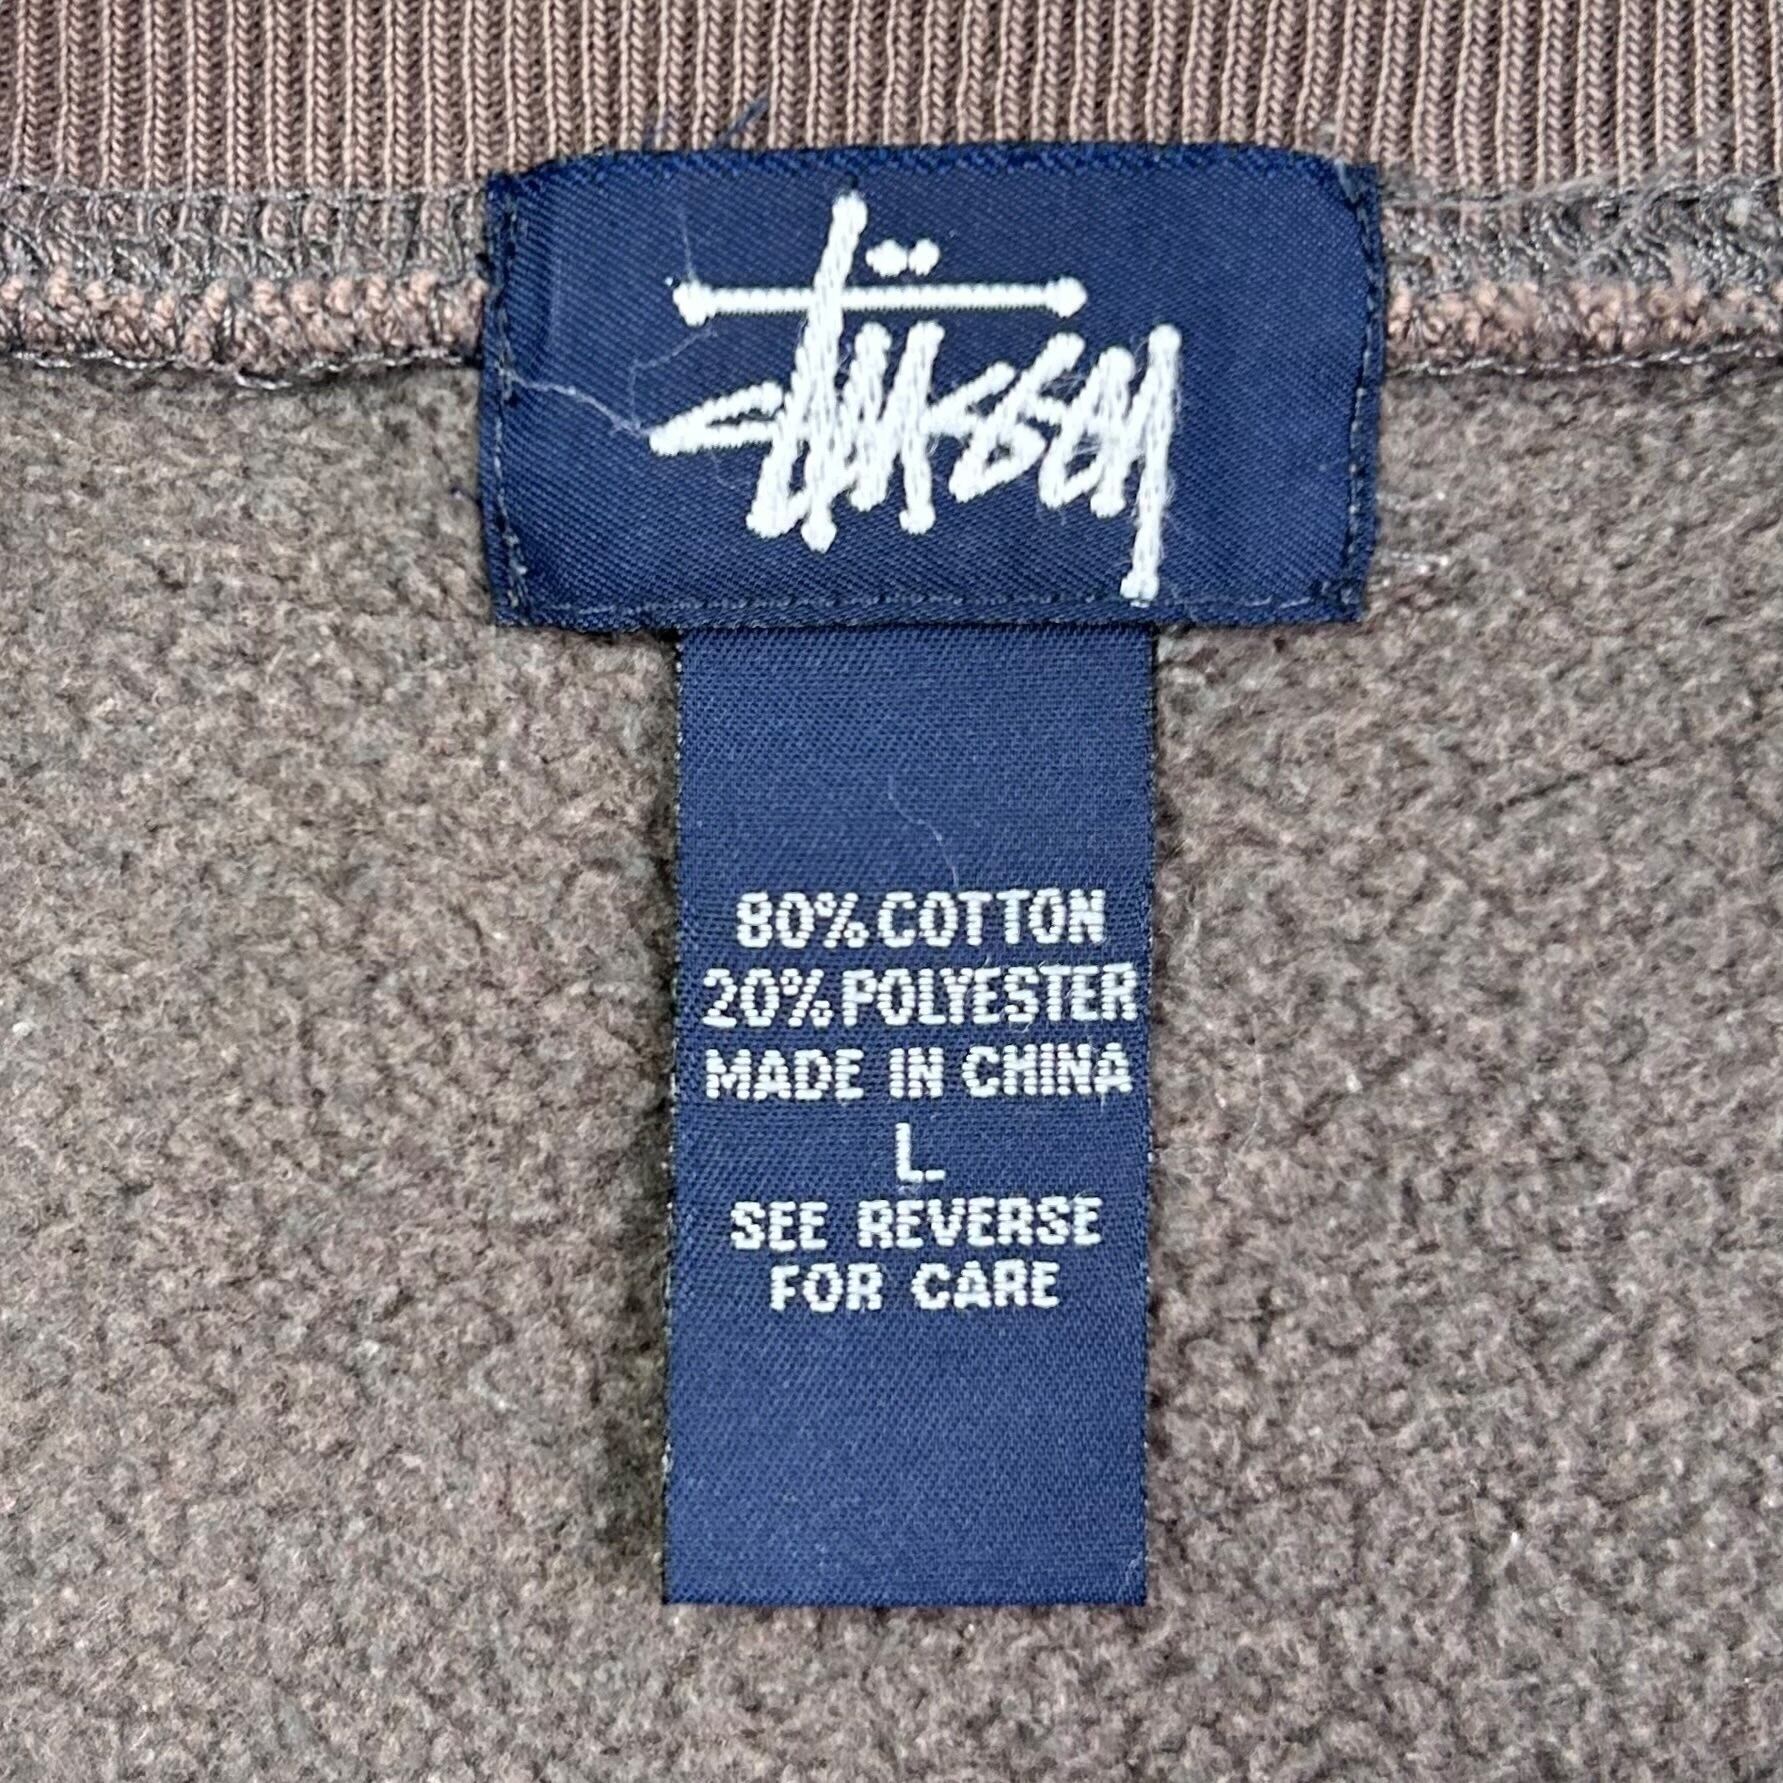 Stüssy
80% COTTON
20% POLYESTER
MADE IN CHINA
L
SEE REVERSE
FOR CARE